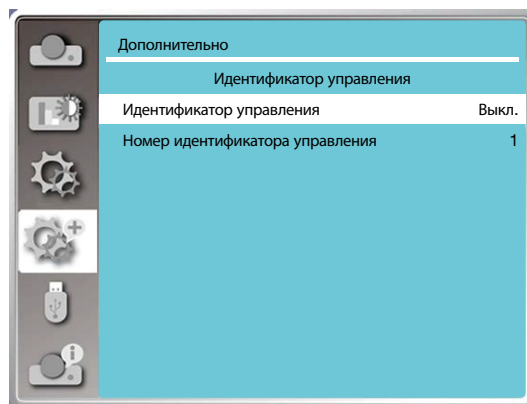 Дополнительно
Идентификатор управления
Идентификатор управления Выкл.
Номер идентификатора управления 1